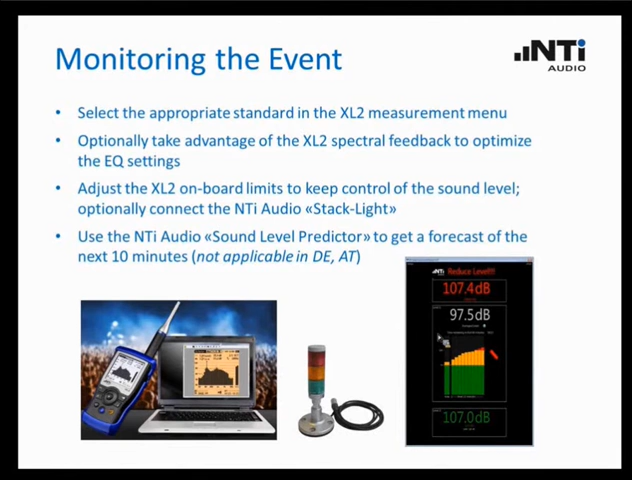 Monitoring the Event
NTi
AUDIO
• Select the appropriate standard in the XL2 measurement menu
• Optionally take advantage of the XL2 spectral feedback to optimize
the EQ settings
• Adjust the XL2 on-board limits to keep control of the sound level;
optionally connect the NTi Audio «Stack-Light»
• Use the NTi Audio «Sound Level Predictor» to get a forecast of the
next 10 minutes (not applicable in DE, AT)
NTi Reduce Level!!!
107.4dB
97.5dB
107.0dB